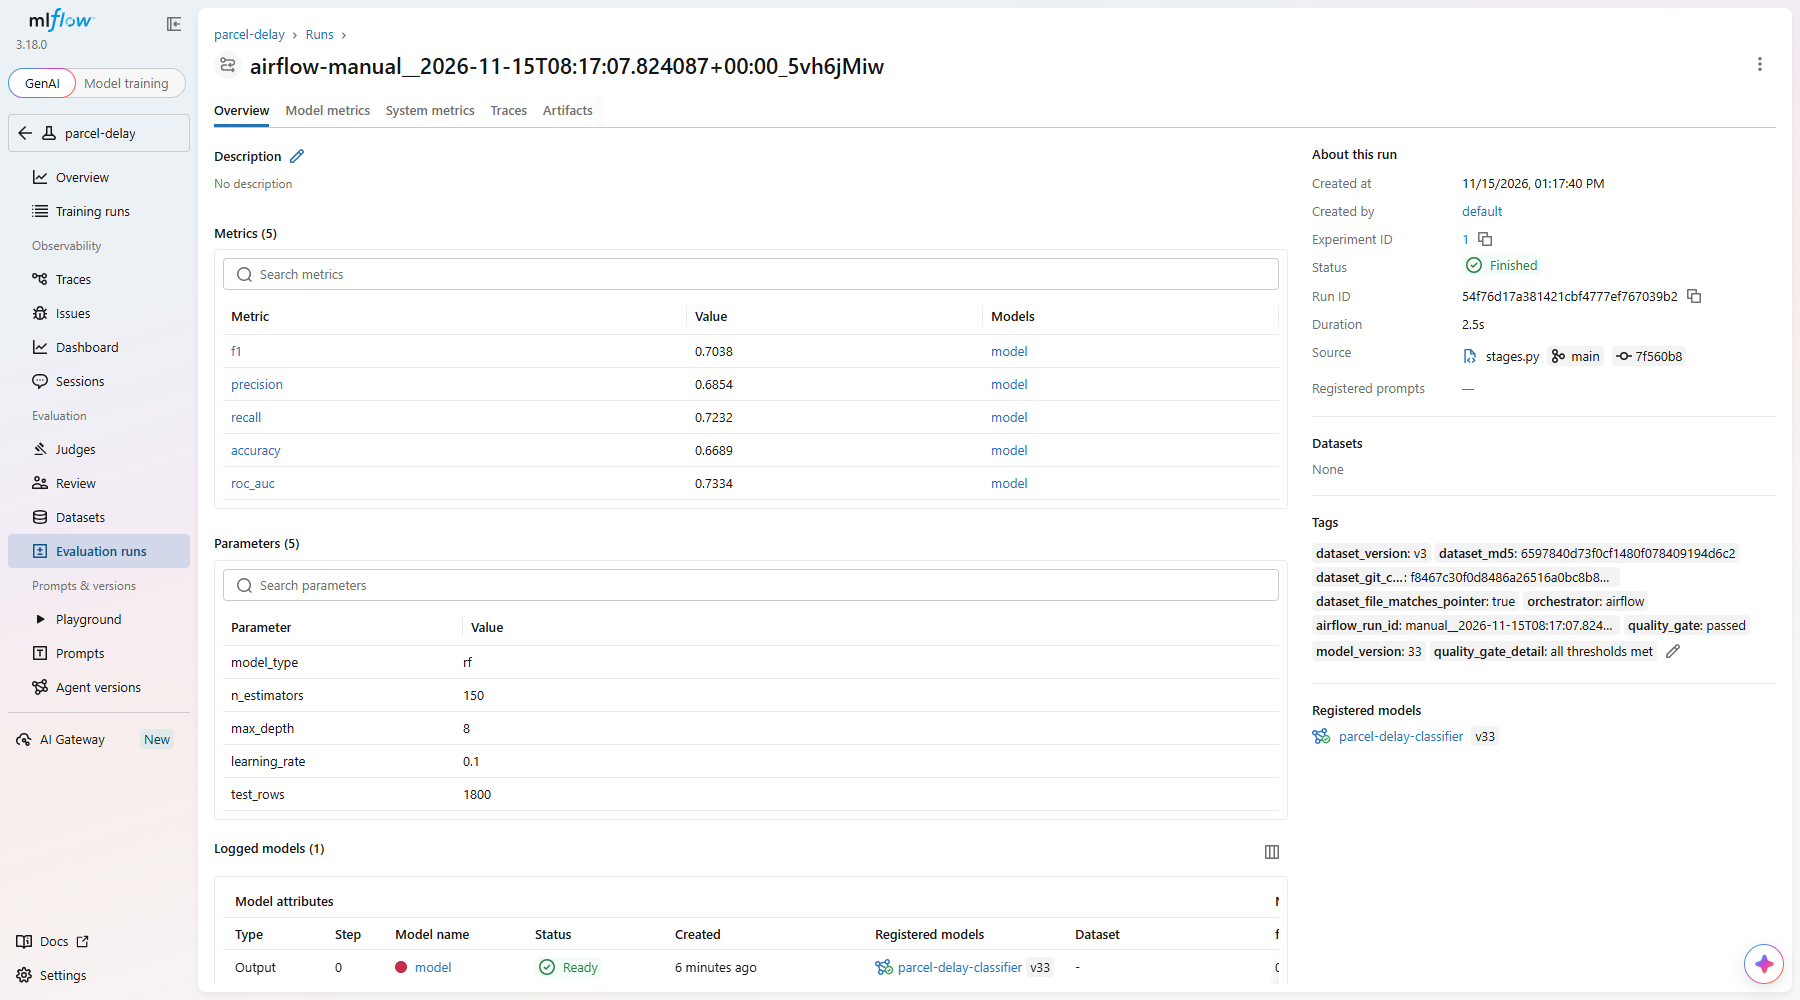 mlflow
3.18.0
GenAI Model training
parcel-delay
Overview
Training runs
Observability
Traces
Issues
Dashboard
Sessions
Evaluation
Judges
Review
Datasets
Evaluation runs
Prompts & versions
Playground
Prompts
Agent versions
AI Gateway New
Docs
Settings
parcel-delay › Runs ›
airflow-manual__2026-11-15T08:17:07.824087+00:00_5vh6jMiw
Overview Model metrics System metrics Traces Artifacts
Description
No description
Metrics (5)
Search metrics
Metric Value Models
f1 0.7038 model
precision 0.6854 model
recall 0.7232 model
accuracy 0.6689 model
roc_auc 0.7334 model
Parameters (5)
Search parameters
Parameter Value
model_type rf
n_estimators 150
max_depth 8
learning_rate 0.1
test_rows 1800
Logged models (1)
Model attributes
Type Step Model name Status Created Registered models Dataset
Output 0 model Ready 6 minutes ago parcel-delay-classifier v33 -
About this run
Created at 11/15/2026, 01:17:40 PM
Created by default
Experiment ID 1
Status Finished
Run ID 54f76d17a381421cbf4777ef767039b2
Duration 2.5s
Source stages.py main 7f560b8
Registered prompts —
Datasets
None
Tags
dataset_version: v3 dataset_md5: 6597840d73f0cf1480f078409194d6c2
dataset_git_c...: f8467c30f0d8486a26516a0bc8b8...
dataset_file_matches_pointer: true orchestrator: airflow
airflow_run_id: manual__2026-11-15T08:17:07.824... quality_gate: passed
model_version: 33 quality_gate_detail: all thresholds met
Registered models
parcel-delay-classifier v33